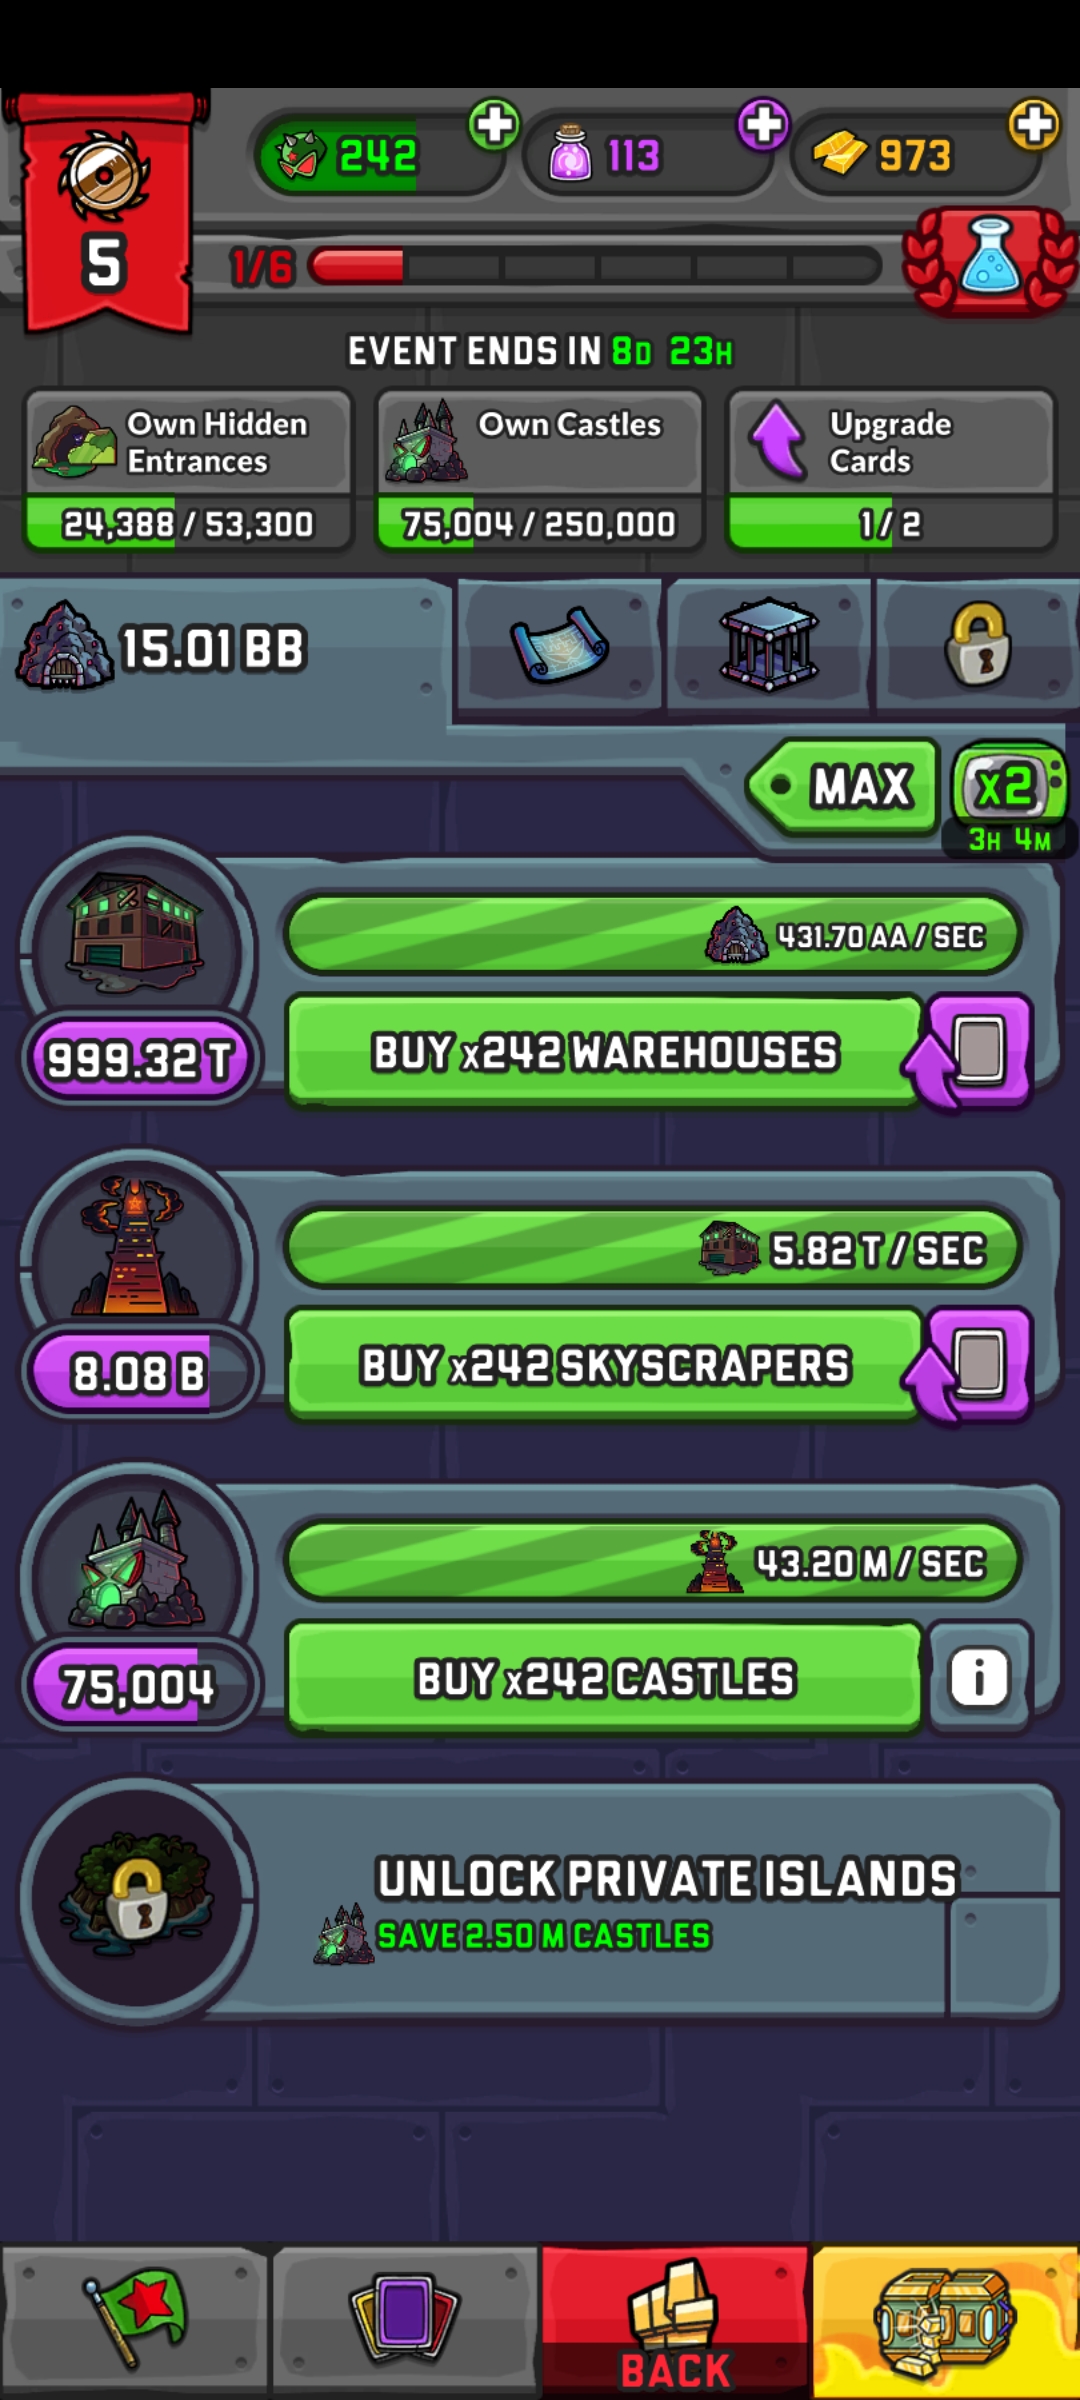 242
113
973
5
1/6
EVENT ENDS IN 8D 23H
Own Hidden
Entrances
24,388 / 53,300
Own Castles
75,004 / 250,000
Upgrade
Cards
1 / 2
15.01 BB
MAX
x2
3H 4M
431.70 AA / SEC
999.32 T
BUY x242 WAREHOUSES
5.82 T / SEC
8.08 B
BUY x242 SKYSCRAPERS
43.20 M / SEC
75,004
BUY x242 CASTLES
i
UNLOCK PRIVATE ISLANDS
SAVE 2.50 M CASTLES
BACK